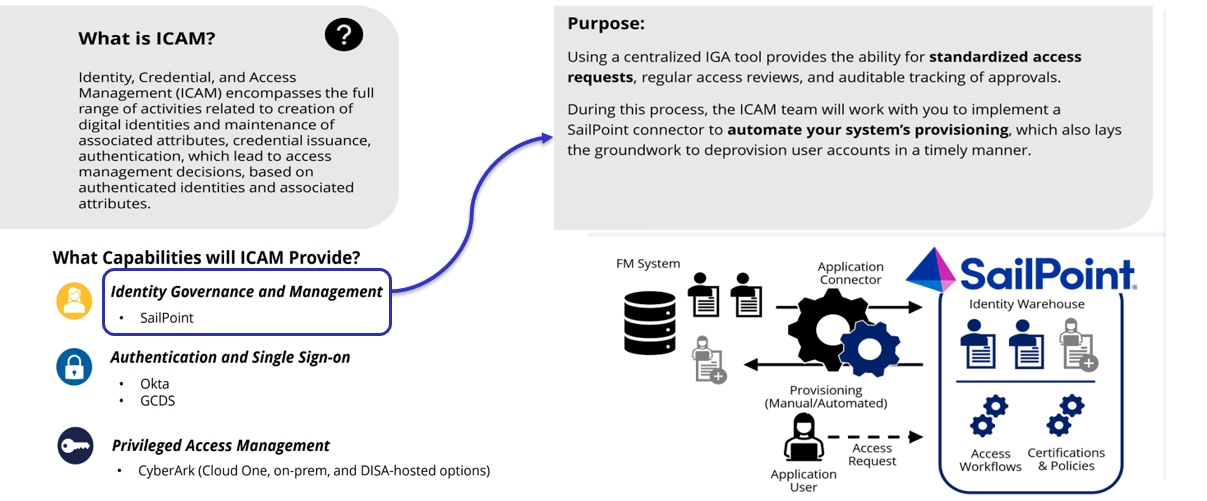 What is ICAM?
?
Identity, Credential, and Access
Management (ICAM) encompasses the full
range of activities related to creation of
digital identities and maintenance of
associated attributes, credential issuance,
authentication, which lead to access
management decisions, based on
authenticated identities and associated
attributes.
What Capabilities will ICAM Provide?
Identity Governance and Management
• SailPoint
Authentication and Single Sign-on
• Okta
• GCDS
Privileged Access Management
• CyberArk (Cloud One, on-prem, and DISA-hosted options)
Purpose:
Using a centralized IGA tool provides the ability for standardized access
requests, regular access reviews, and auditable tracking of approvals.
During this process, the ICAM team will work with you to implement a
SailPoint connector to automate your system's provisioning, which also lays
the groundwork to deprovision user accounts in a timely manner.
FM System
Application
Connector
SailPoint.
Identity Warehouse
Provisioning
(Manual/Automated)
Access
Request
Application
User
Access
Workflows
Certifications
& Policies